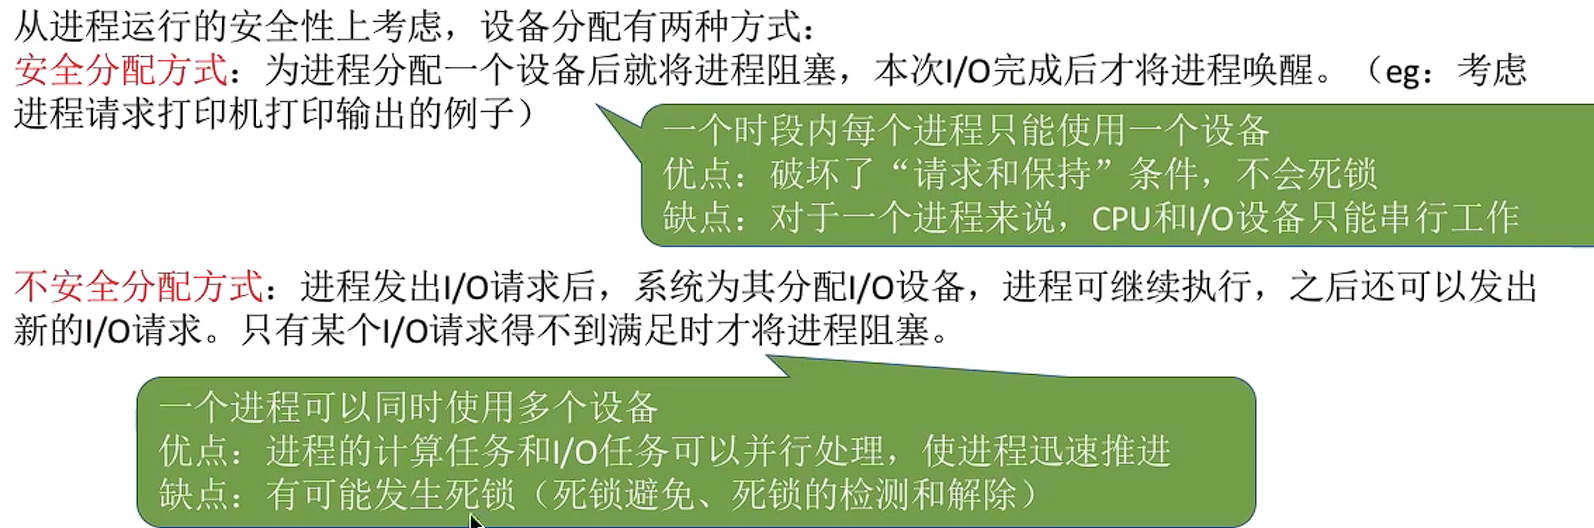 从进程运行的安全性上考虑，设备分配有两种方式：
安全分配方式：为进程分配一个设备后就将进程阻塞，本次I/O完成后才将进程唤醒。（eg：考虑
进程请求打印机打印输出的例子）
一个时段内每个进程只能使用一个设备
优点：破坏了“请求和保持”条件，不会死锁
缺点：对于一个进程来说，CPU和I/O设备只能串行工作
不安全分配方式：进程发出I/O请求后，系统为其分配I/O设备，进程可继续执行，之后还可以发出
新的I/O请求。只有某个I/O请求得不到满足时才将进程阻塞。
一个进程可以同时使用多个设备
优点：进程的计算任务和I/O任务可以并行处理，使进程迅速推进
缺点：有可能发生死锁（死锁避免、死锁的检测和解除）